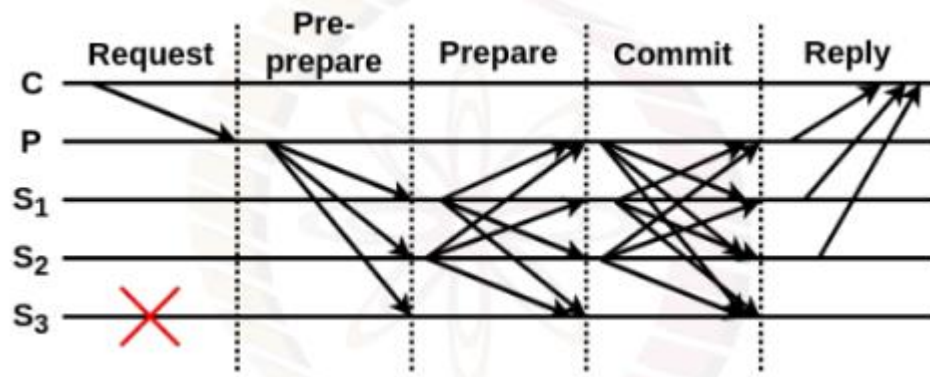 Request
Pre-
prepare
Prepare
Commit
Reply
C
P
S1
S2
S3